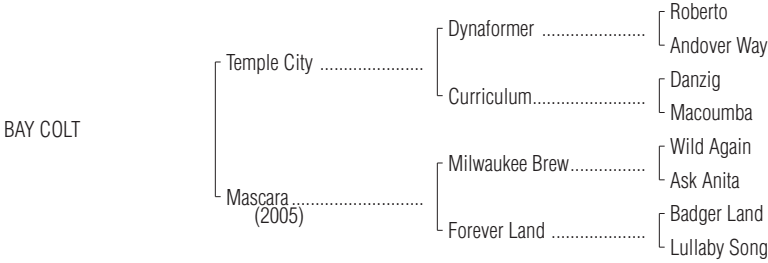 Roberto
Dynaformer ......................
Andover Way
Temple City ......................
Danzig
Curriculum........................
Macoumba
BAY COLT
Wild Again
Milwaukee Brew................
Ask Anita
Mascara............................
(2005)
Badger Land
Forever Land ....................
Lullaby Song